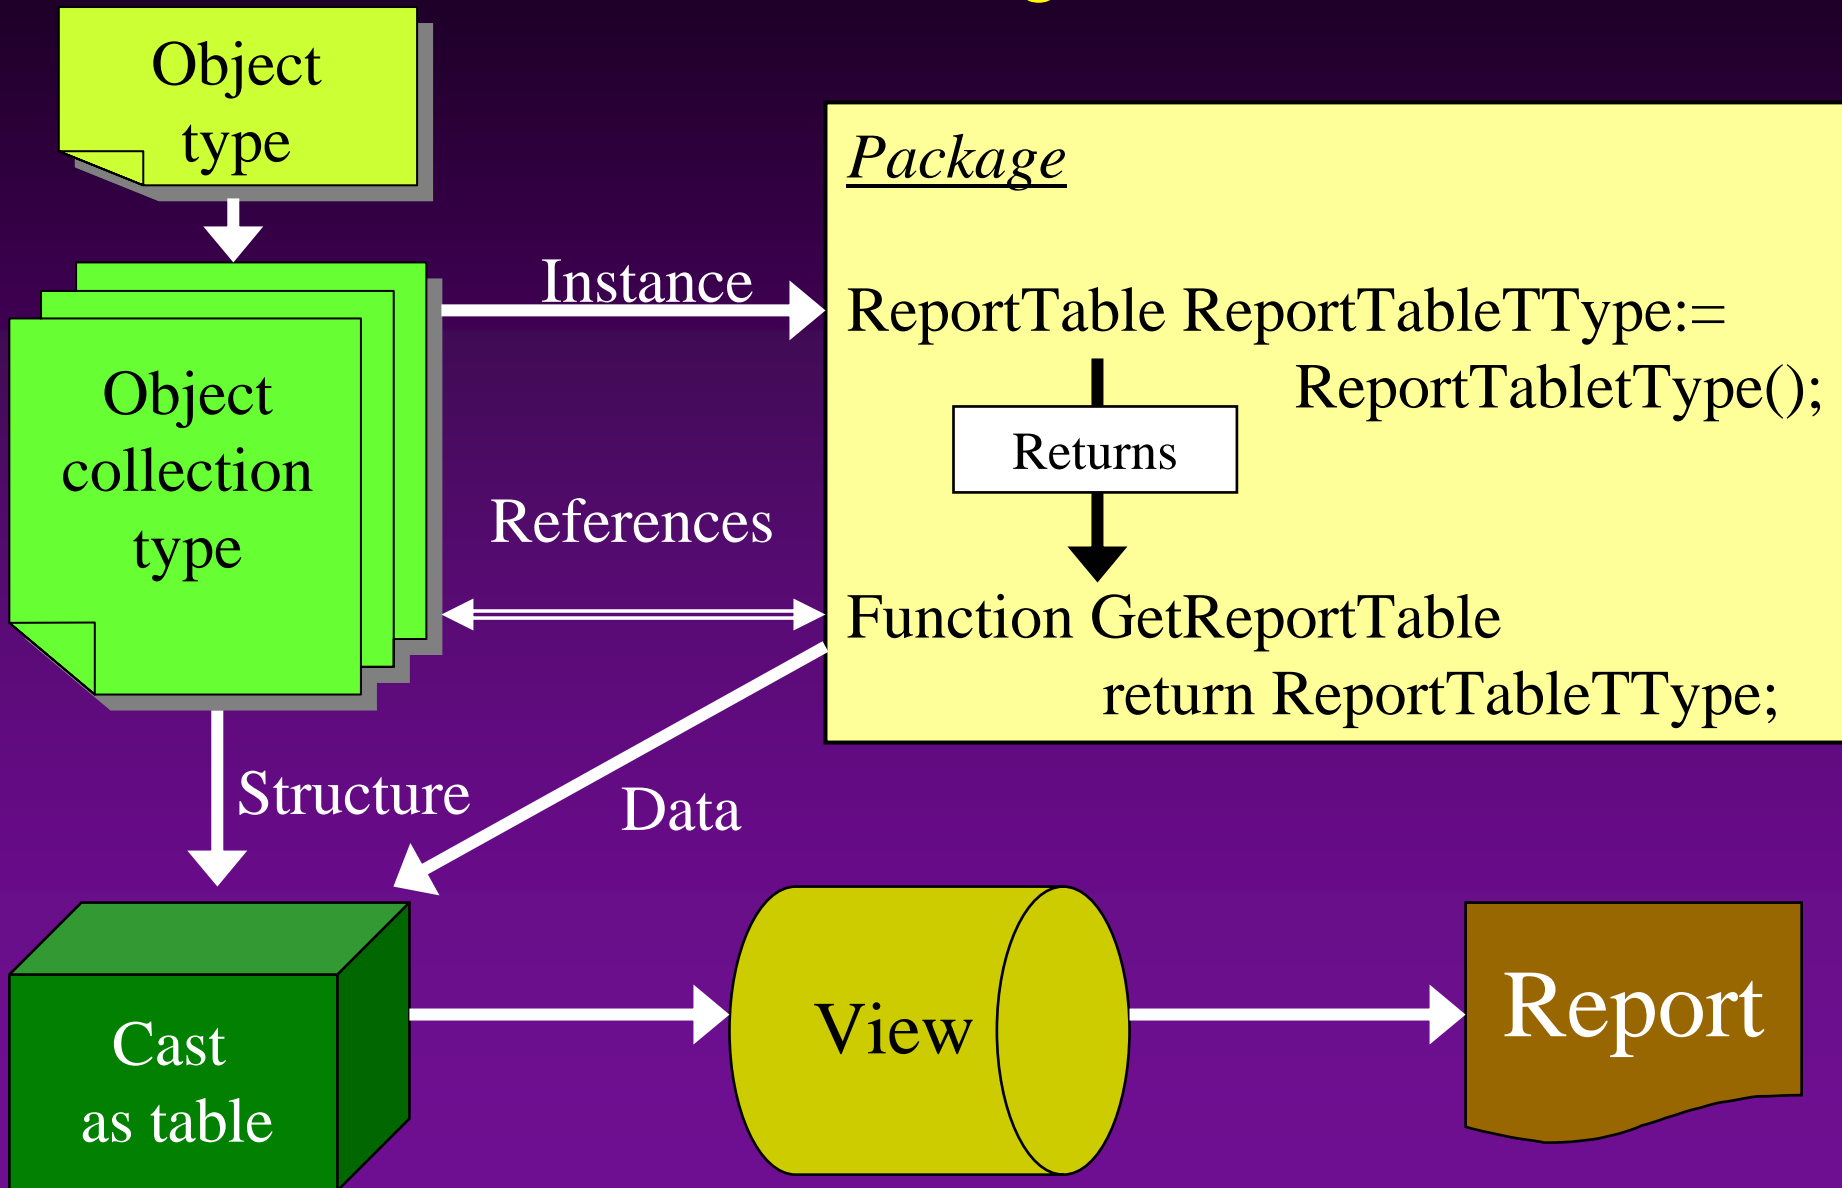 Object
type
Package
Instance
ReportTable ReportTableTType:=
ReportTabletType();
Object
collection
type
Returns
References
Function GetReportTable
return ReportTableTType;
Structure
Data
Cast
as table
View
Report